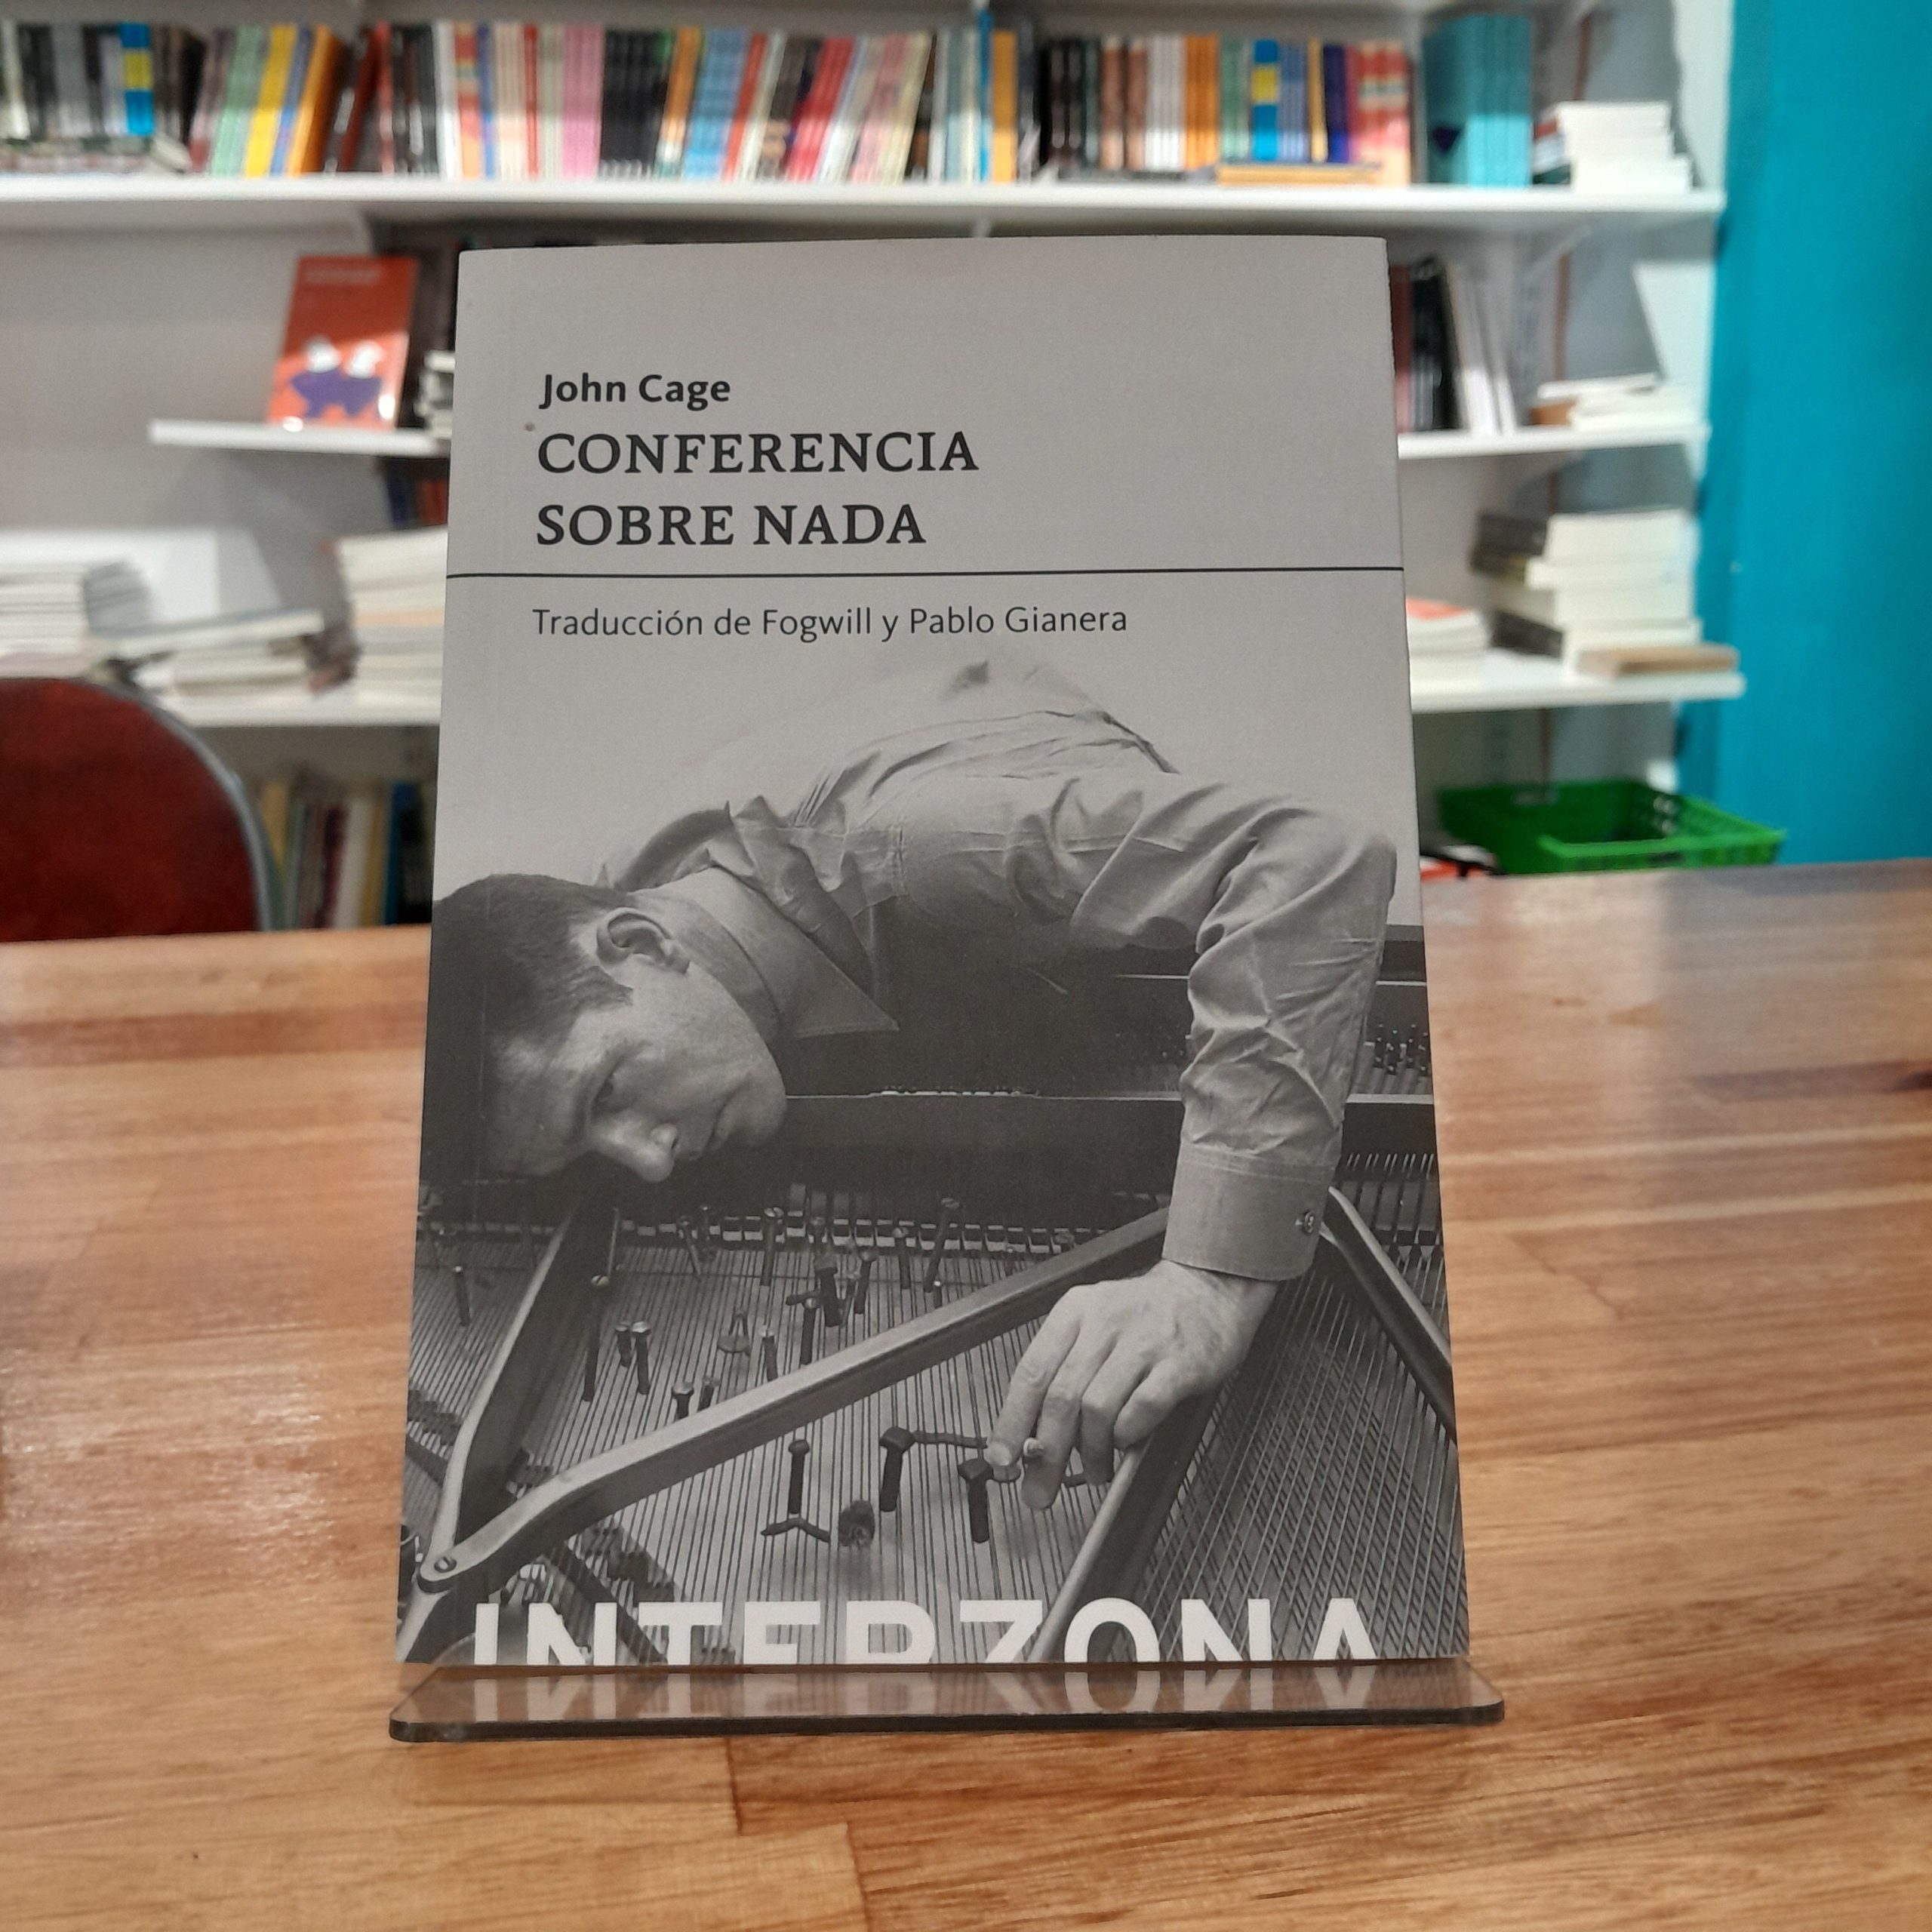 John Cage
CONFERENCIA
SOBRE NADA
Traducción de Fogwill y Pablo Gianera
INTERZONA